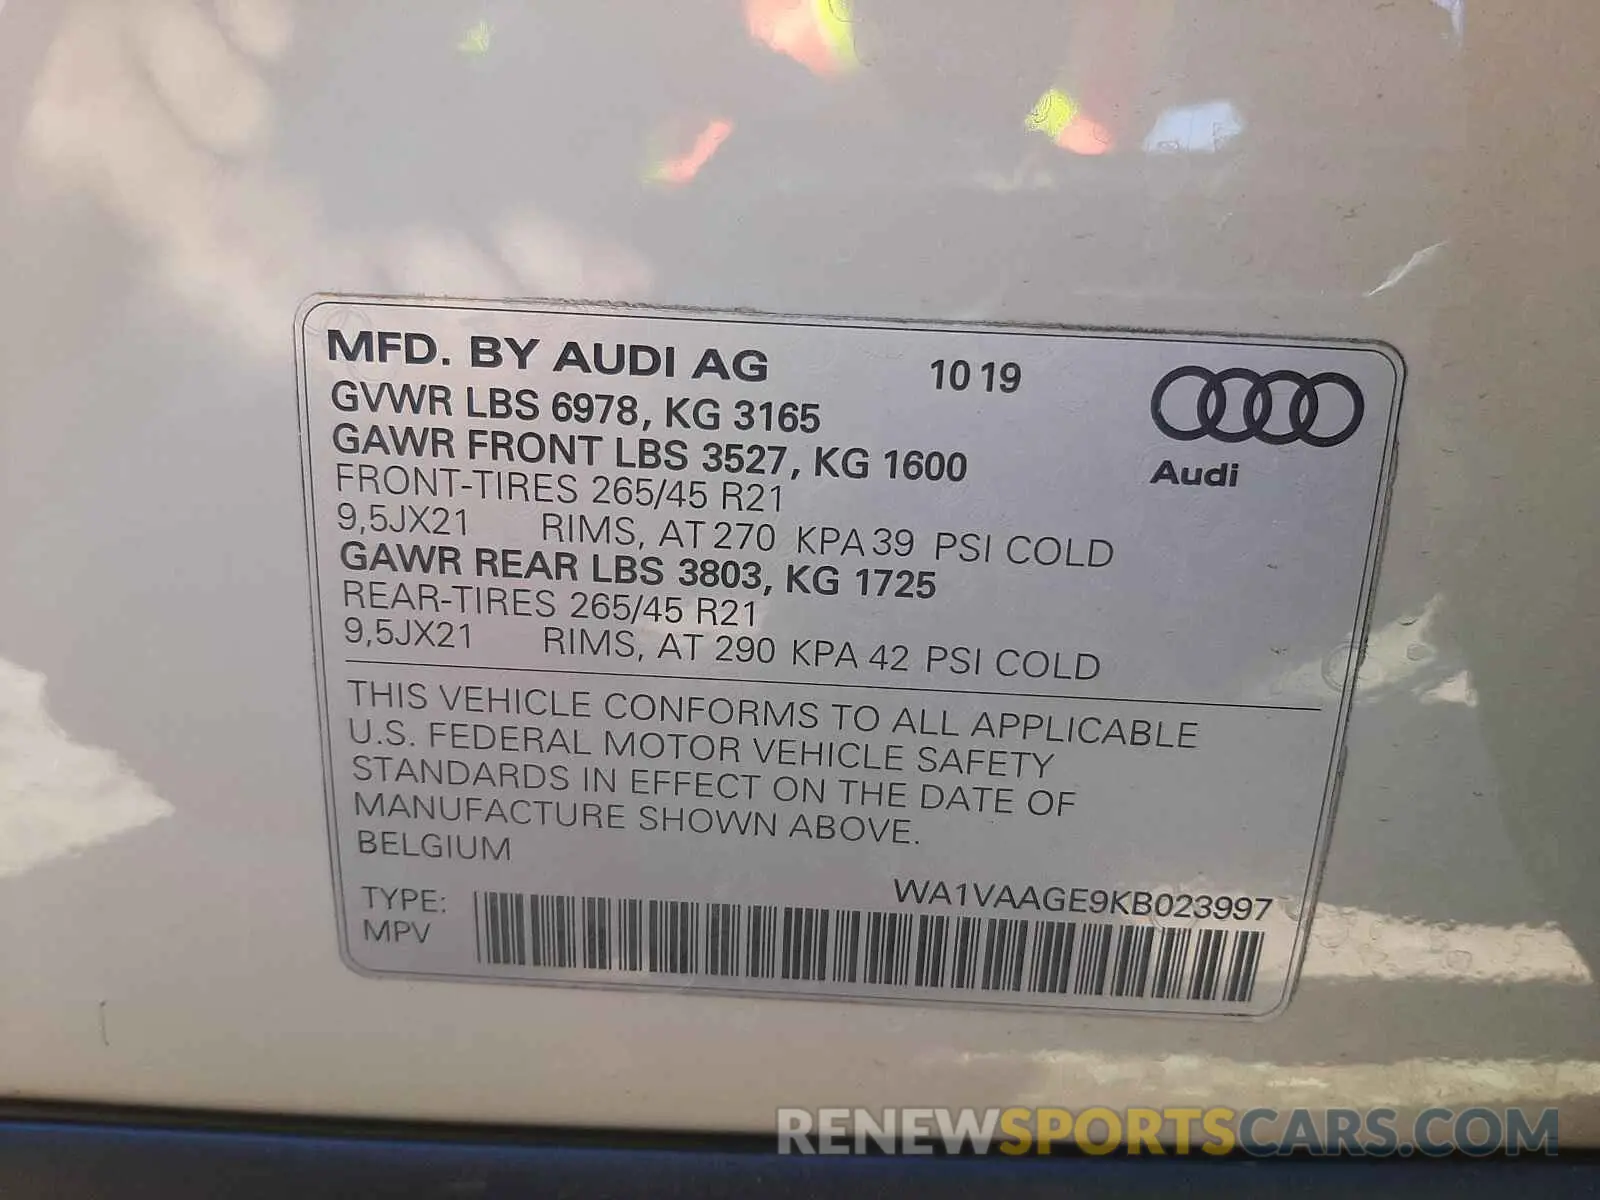 MFD. BY AUDI AG 10 19
GVWR LBS 6978, KG 3165
GAWR FRONT LBS 3527, KG 1600
Audi
FRONT-TIRES 265/45 R21
9,5JX21 RIMS, AT 270 KPA 39 PSI COLD
GAWR REAR LBS 3803, KG 1725
REAR-TIRES 265/45 R21
9,5JX21 RIMS, AT 290 KPA 42 PSI COLD
THIS VEHICLE CONFORMS TO ALL APPLICABLE
U.S. FEDERAL MOTOR VEHICLE SAFETY
STANDARDS IN EFFECT ON THE DATE OF
MANUFACTURE SHOWN ABOVE.
BELGIUM
WA1VAAGE9KB023997
TYPE:
MPV
RENEWSPORTSCARS.COM